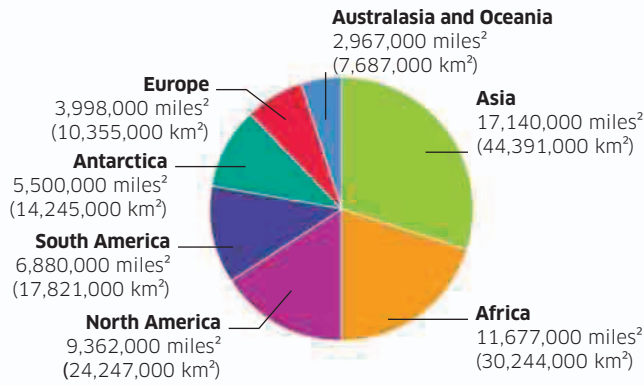 Australasia and Oceania
2,967,000 miles²
(7,687,000 km²)
Europe
3,998,000 miles²
(10,355,000 km²)
Asia
17,140,000 miles²
(44,391,000 km²)
Antarctica
5,500,000 miles²
(14,245,000 km²)
South America
6,880,000 miles²
(17,821,000 km²)
North America
9,362,000 miles²
(24,247,000 km²)
Africa
11,677,000 miles²
(30,244,000 km²)